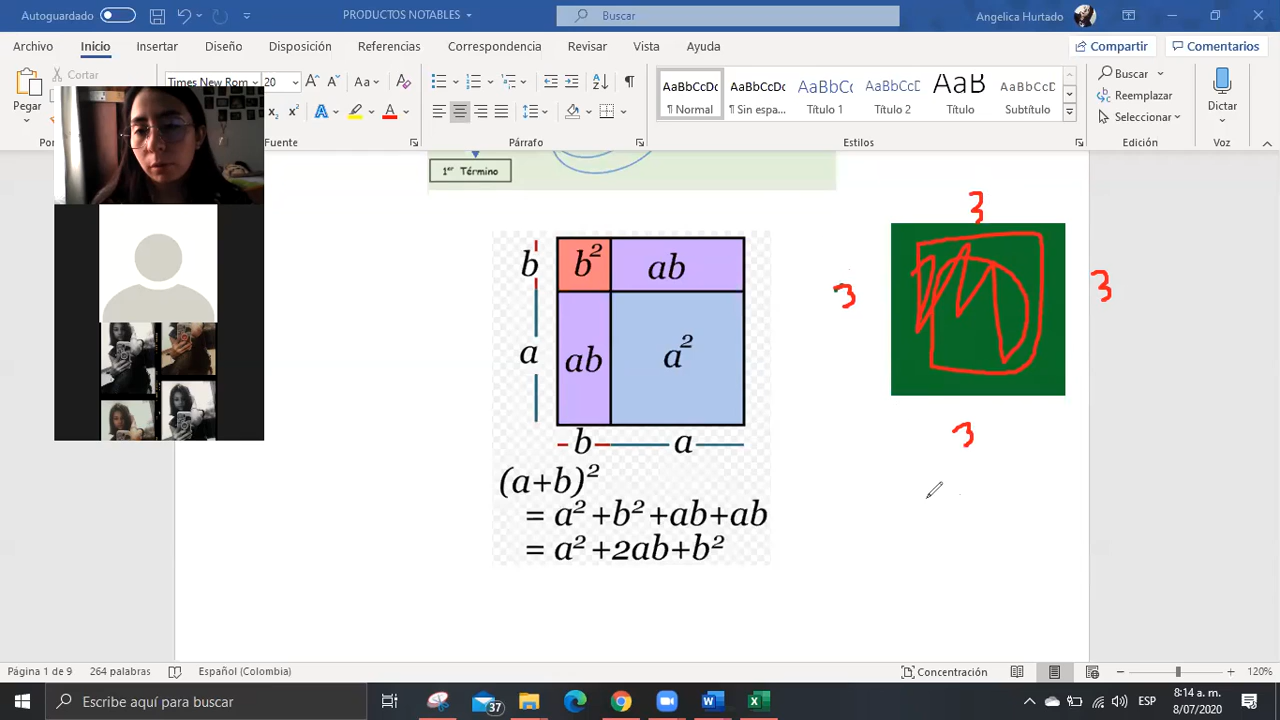 Autoguardado
PRODUCTOS NOTABLES
Buscar
Angelica Hurtado
Archivo
Inicio
Insertar
Diseño
Disposición
Referencias
Correspondencia
Revisar
Vista
Ayuda
Compartir
Comentarios
Pegar
Cortar
Times New Rom
20
AaBbCcDc
¶ Normal
AaBbCcDc
¶ Sin espa...
AaBbCc
Título 1
AaBbCcD
Título 2
AaB
Título
AaBbCcD
Subtítulo
Buscar
Reemplazar
Seleccionar
Dictar
Fuente
Párrafo
Estilos
Voz
1er Término
b
b²
ab
a
ab
a²
b
a
(a+b)²
= a² +b² +ab+ab
= a² +2ab+b²
3
3
3
3
Página 1 de 9
264 palabras
Español (Colombia)
Concentración
120%
Escribe aquí para buscar
37
ESP
8:14 a. m.
8/07/2020